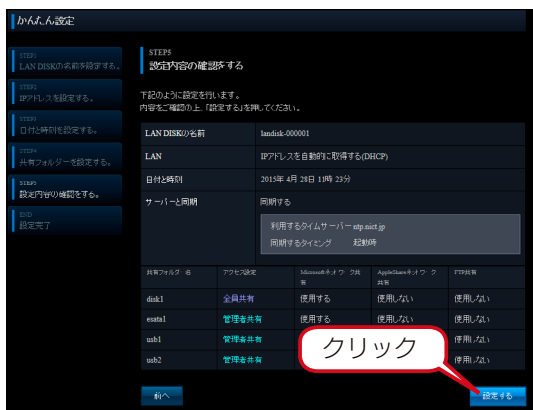 かんたん設定
STEP1
LAN DISKの名前を設定する。
STEP2
IPアドレスを設定する。
STEP3
日付と時刻を設定する。
STEP4
共有フォルダーを設定する。
STEP5
設定内容の確認をする。
END
設定完了
STEP5
設定内容の確認をする
下記のように設定を行います。
内容をご確認の上、「設定する」を押してください。
LAN DISKの名前 landisk-000001
LAN IPアドレスを自動的に取得する(DHCP)
日付と時刻 2015年 4月 28日 11時 23分
サーバーと同期 同期する
利用するタイムサーバー ntp.nict.jp
同期するタイミング 起動時
共有フォルダー名 アクセス設定 Microsoftネットワーク共有 AppleShareネットワーク共有 FTP共有
disk1 全員共有 使用する 使用しない 使用しない
esata1 管理者共有 使用する 使用しない 使用しない
usb1 管理者共有 使用しない
usb2 管理者共有 使用しない
クリック
前へ
設定する